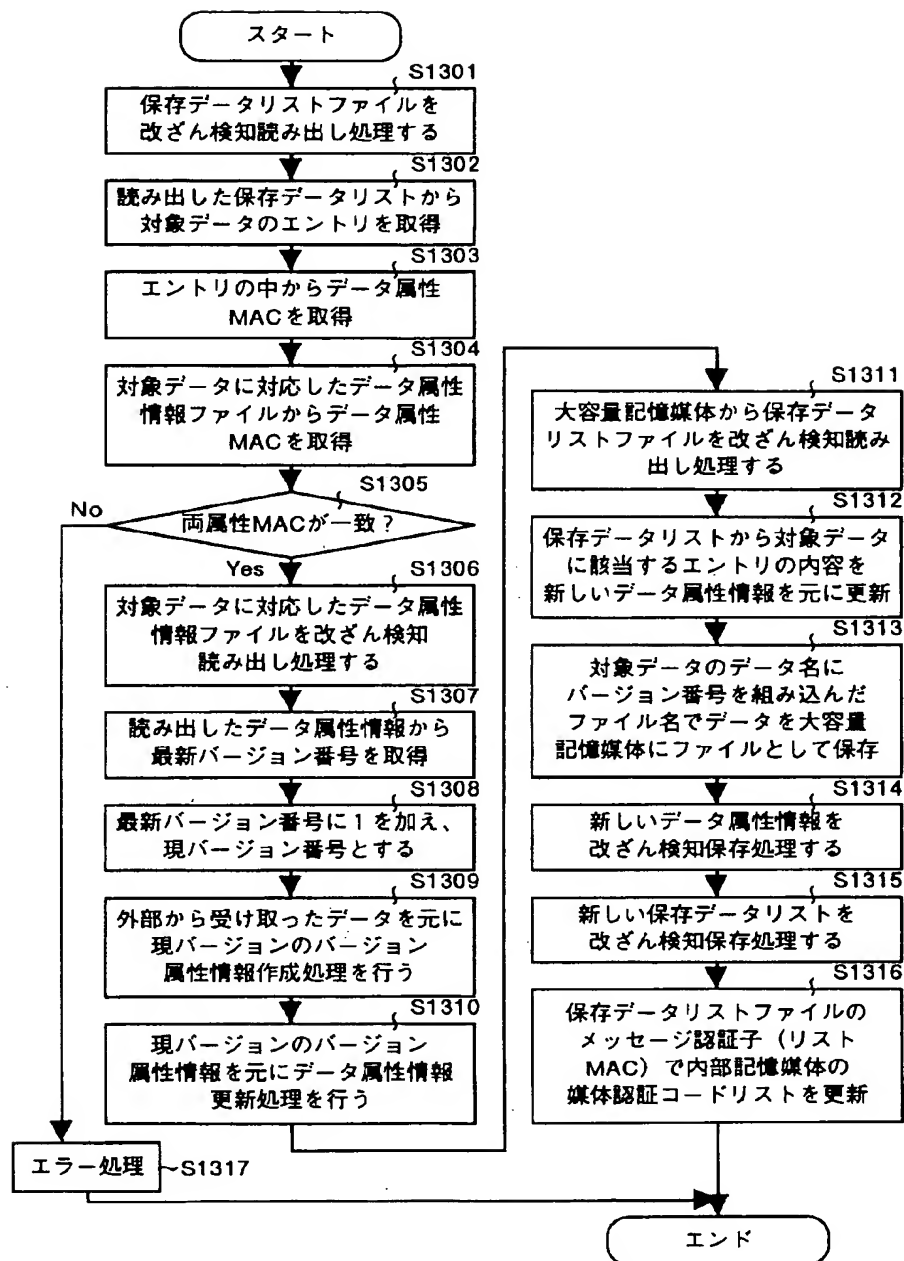 スタート
S1301
保存データリストファイルを
改ざん検知読み出し処理する
S1302
読み出した保存データリストから
対象データのエントリを取得
S1303
エントリの中からデータ属性
MACを取得
S1304
対象データに対応したデータ属性
情報ファイルからデータ属性
MACを取得
S1305
No
両属性MACが一致？
Yes
S1306
対象データに対応したデータ属性
情報ファイルを改ざん検知
読み出し処理する
S1307
読み出したデータ属性情報から
最新バージョン番号を取得
S1308
最新バージョン番号に1を加え、
現バージョン番号とする
S1309
外部から受け取ったデータを元に
現バージョンのバージョン
属性情報作成処理を行う
S1310
現バージョンのバージョン
属性情報を元にデータ属性情報
更新処理を行う
S1311
大容量記憶媒体から保存データ
リストファイルを改ざん検知読み
出し処理する
S1312
保存データリストから対象データ
に該当するエントリの内容を
新しいデータ属性情報を元に更新
S1313
対象データのデータ名に
バージョン番号を組み込んだ
ファイル名でデータを大容量
記憶媒体にファイルとして保存
S1314
新しいデータ属性情報を
改ざん検知保存処理する
S1315
新しい保存データリストを
改ざん検知保存処理する
S1316
保存データリストファイルの
メッセージ認証子（リスト
MAC）で内部記憶媒体の
媒体認証コードリストを更新
エラー処理
S1317
エンド